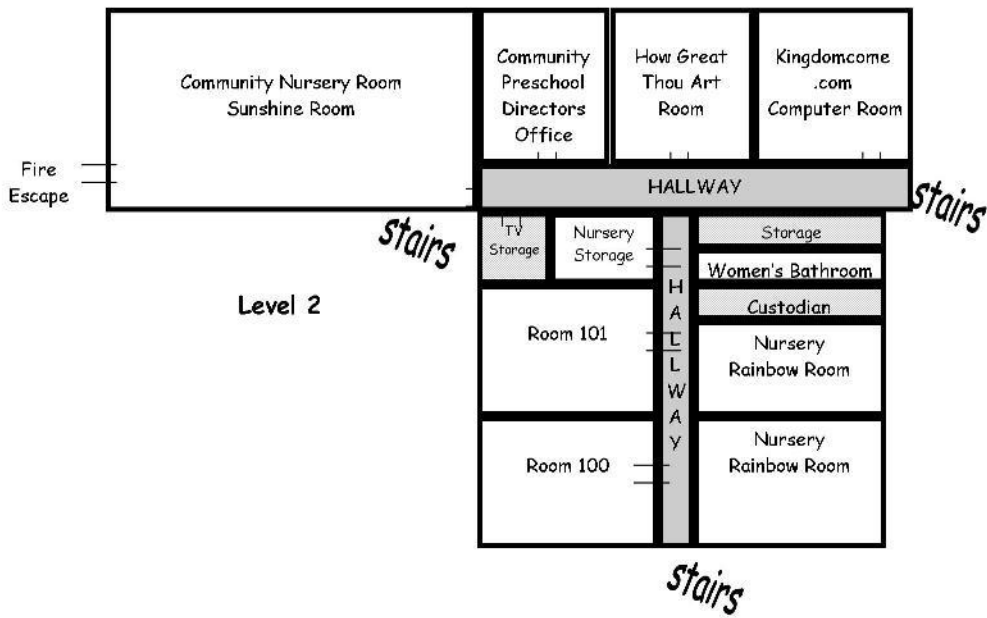 Community Nursery Room
Sunshine Room
Community
Preschool
Directors
Office
How Great
Thou Art
Room
Kingdomcome
.com
Computer Room
Fire
Escape
HALLWAY
stairs
stairs
TV
Storage
Nursery
Storage
Storage
Women's Bathroom
Custodian
HALLWAY
Level 2
Room 101
Nursery
Rainbow Room
Room 100
Nursery
Rainbow Room
stairs